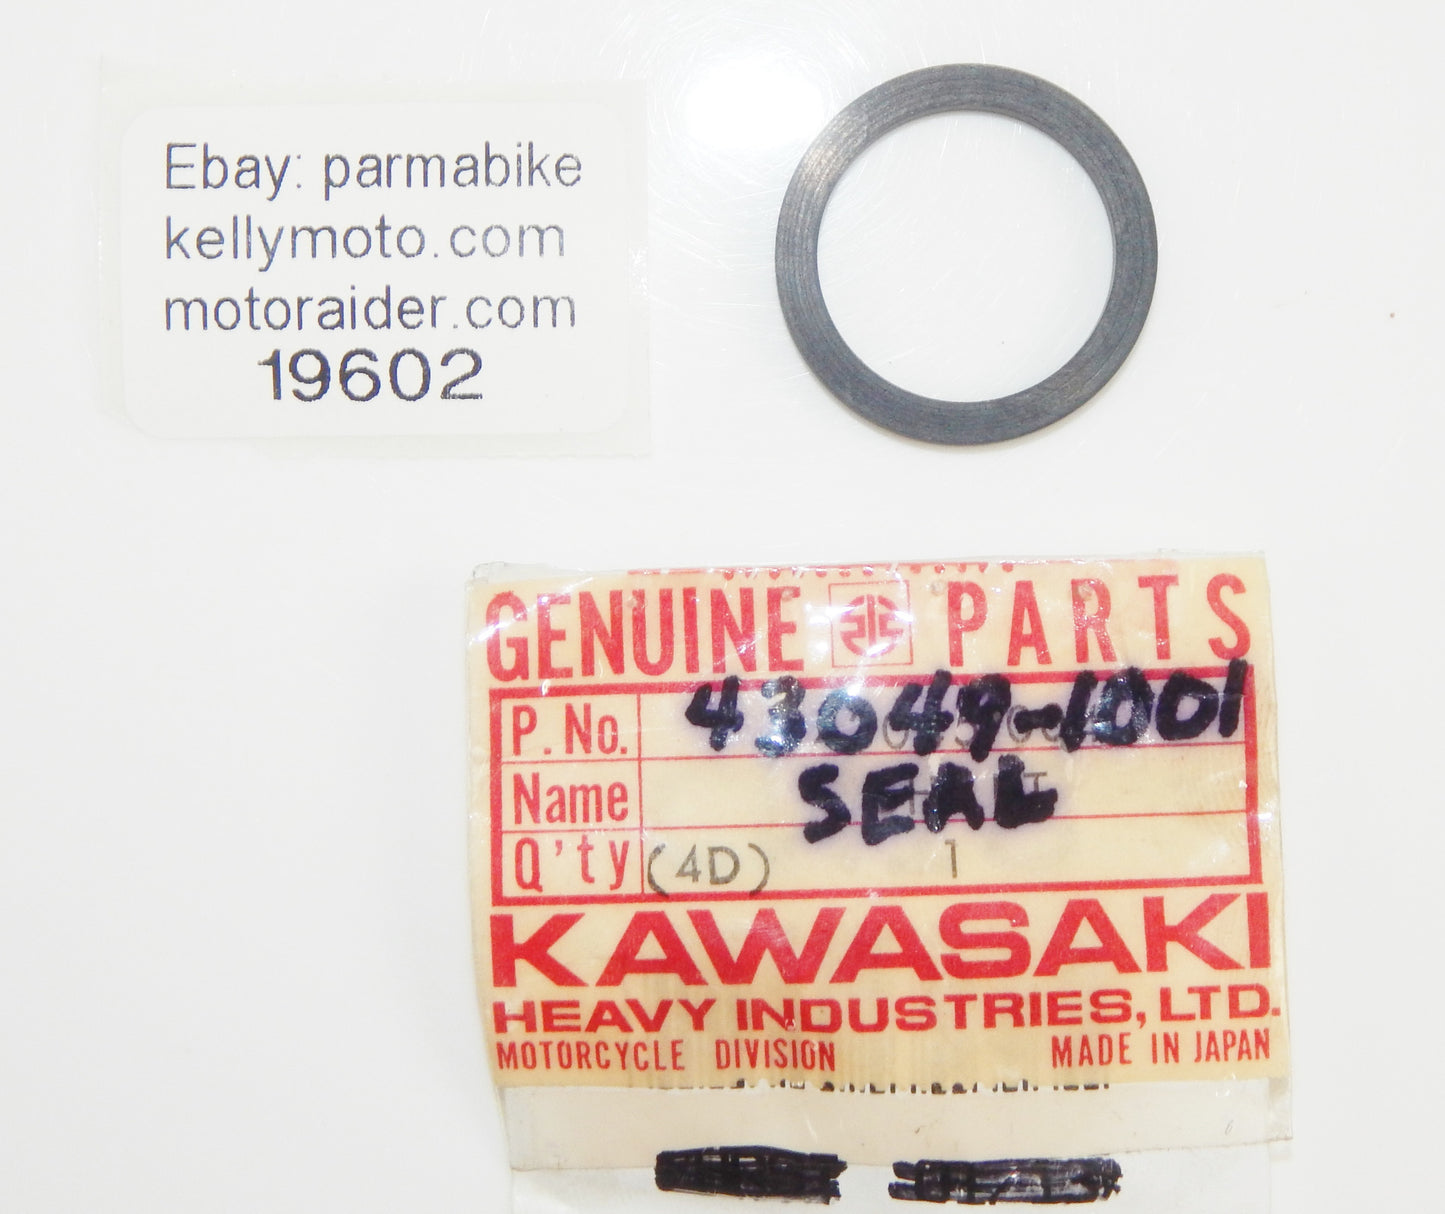 Ebay: parmabike
kellymoto.com
motoraider.com
19602
GENUINE PARTS
P. No. 43049-1001
Name SEAL
Q'ty (4D) 1
KAWASAKI
HEAVY INDUSTRIES, LTD.
MOTORCYCLE DIVISION MADE IN JAPAN